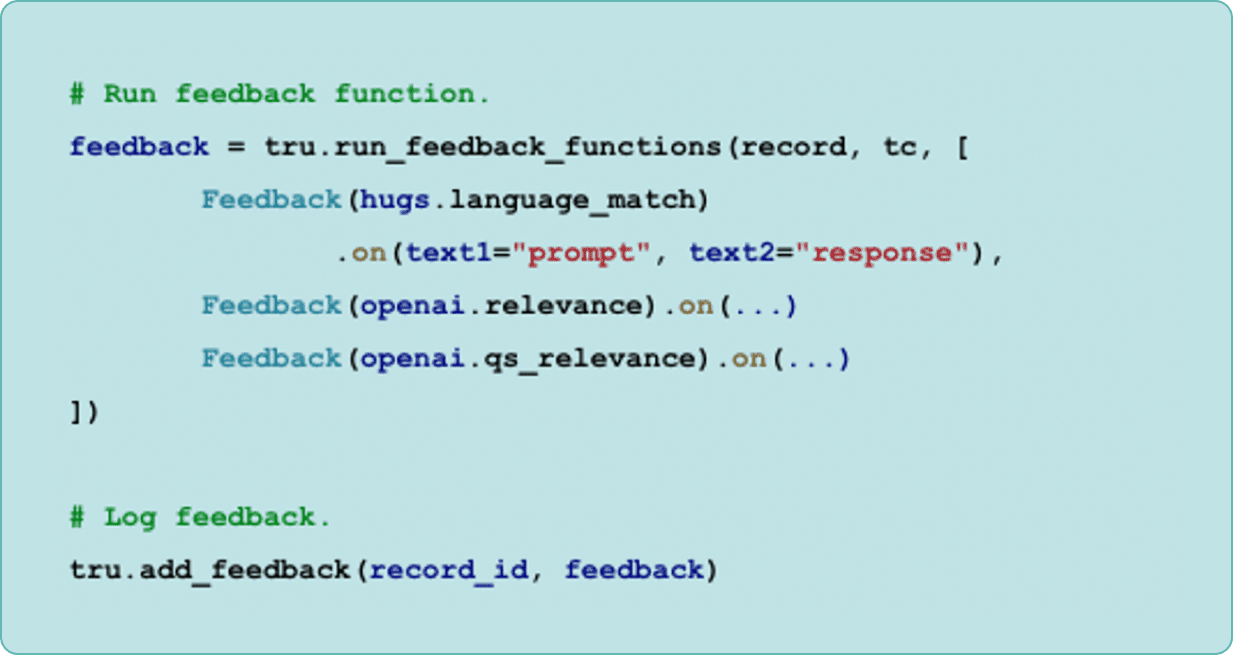 # Run feedback function.
feedback = tru.run_feedback_functions(record, tc, [
Feedback(hugs.language_match)
.on(text1="prompt", text2="response"),
Feedback(openai.relevance).on(...)
Feedback(openai.qs_relevance).on(...)
])
# Log feedback.
tru.add_feedback(record_id, feedback)